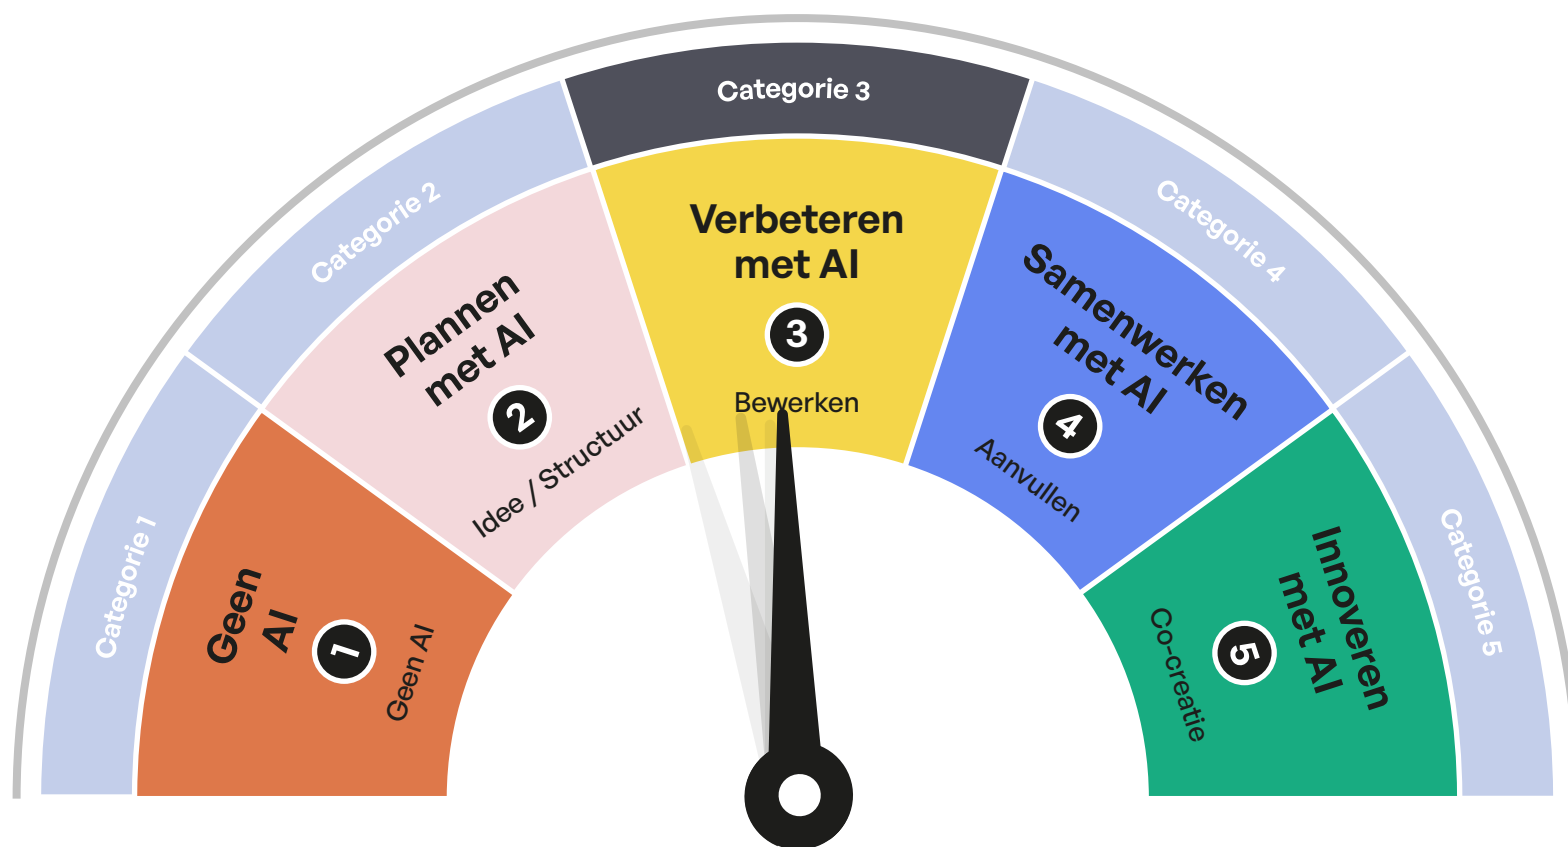 Categorie 1
Geen
AI
1
Geen AI
Categorie 2
Plannen
met AI
2
Idee / Structuur
Categorie 3
Verbeteren
met AI
3
Bewerken
Categorie 4
Samenwerken
met AI
4
Aanvullen
Categorie 5
Innoveren
met AI
5
Co-creatie